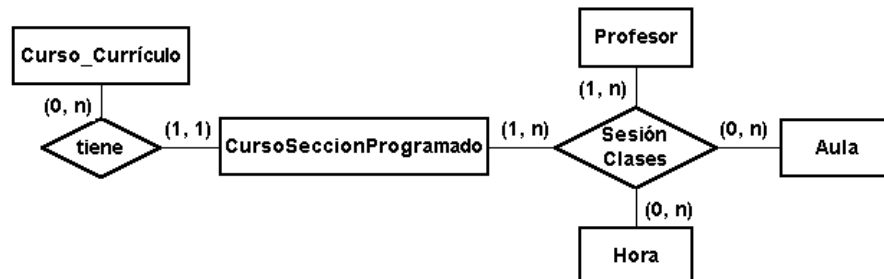 Curso_Currículo
(0, n)
tiene
(1, 1)
CursoSeccionProgramado
(1, n)
Profesor
(1, n)
Sesión
Clases
(0, n)
Aula
(0, n)
Hora